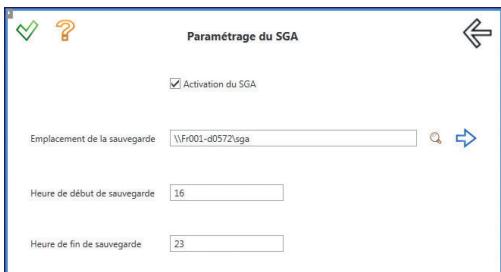 Paramétrage du SGA
Activation du SGA
Emplacement de la sauvegarde \\Fr001-d0572\sga
Heure de début de sauvegarde 16
Heure de fin de sauvegarde 23